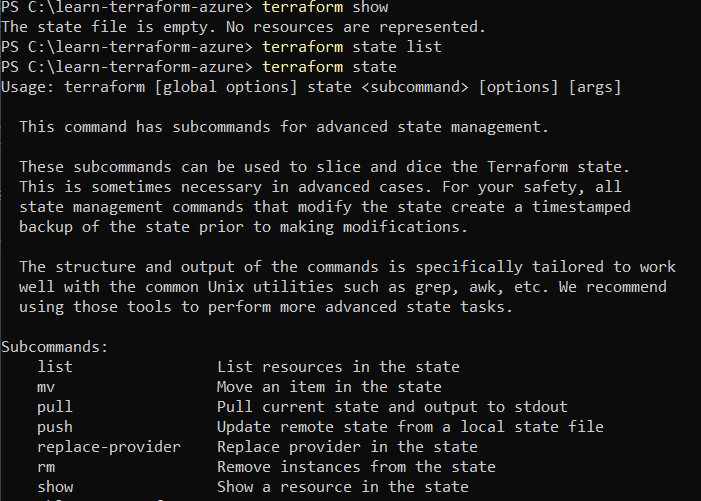 PS C:\learn-terraform-azure> terraform show
The state file is empty. No resources are represented.
PS C:\learn-terraform-azure> terraform state list
PS C:\learn-terraform-azure> terraform state
Usage: terraform [global options] state <subcommand> [options] [args]

  This command has subcommands for advanced state management.

  These subcommands can be used to slice and dice the Terraform state.
  This is sometimes necessary in advanced cases. For your safety, all
  state management commands that modify the state create a timestamped
  backup of the state prior to making modifications.

  The structure and output of the commands is specifically tailored to work
  well with the common Unix utilities such as grep, awk, etc. We recommend
  using those tools to perform more advanced state tasks.

Subcommands:
    list                List resources in the state
    mv                  Move an item in the state
    pull                Pull current state and output to stdout
    push                Update remote state from a local state file
    replace-provider    Replace provider in the state
    rm                  Remove instances from the state
    show                Show a resource in the state